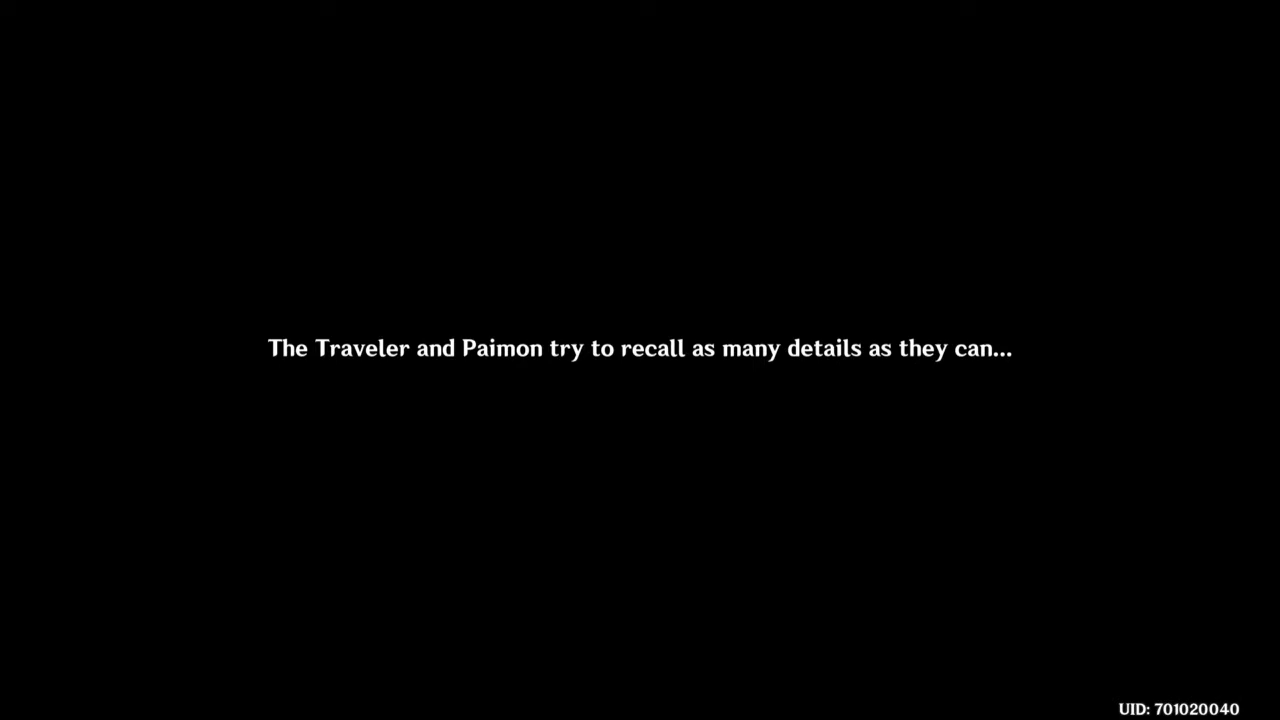 The Traveler and Paimon try to recall as many details as they can...
UID: 701020040